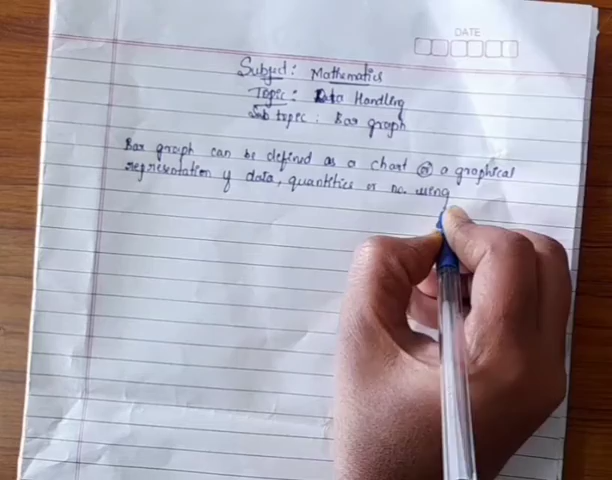 DATE
Subject: Mathematics
Topic: Data Handling
Sub topic: Bar graph
Bar graph can be defined as a chart or a graphical
representation of data, quantities or no. using